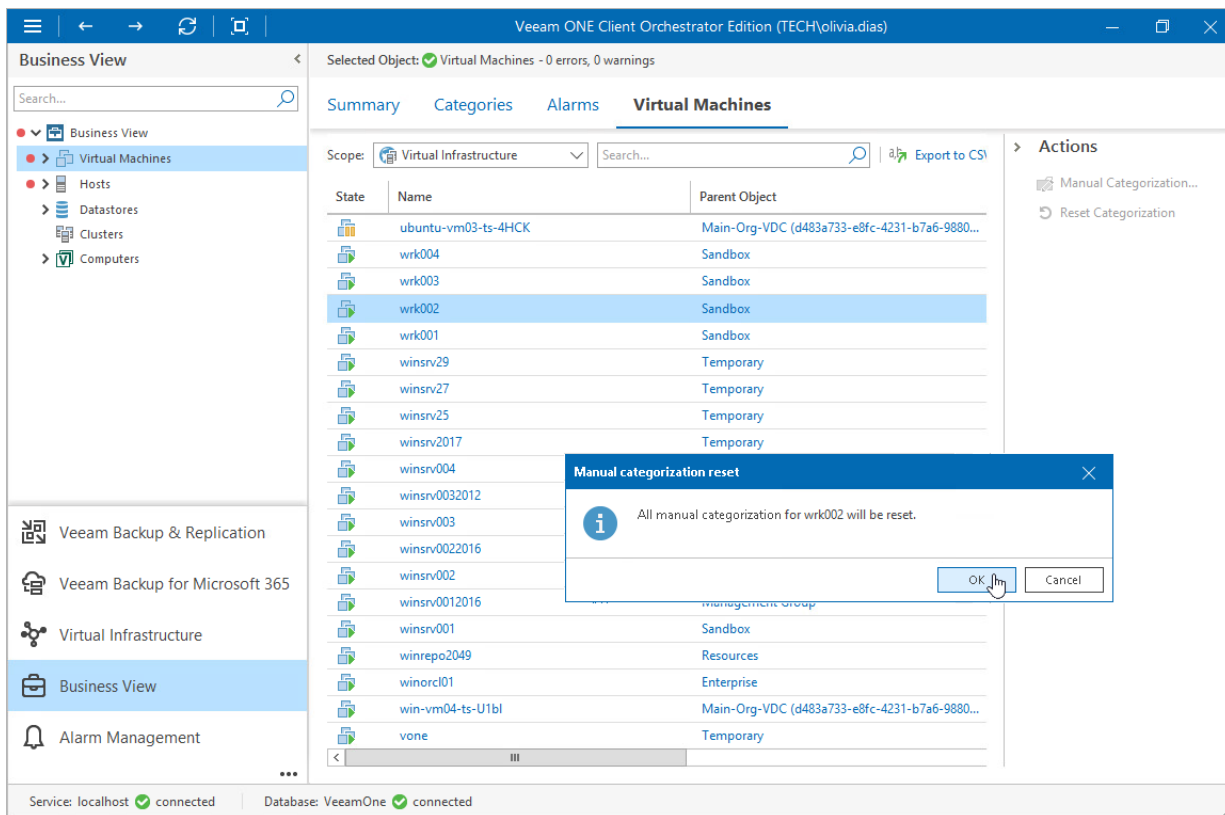 Veeam ONE Client Orchestrator Edition (TECH\olivia.dias)
Business View
Search...
Business View
Virtual Machines
Hosts
Datastores
Clusters
Computers
Veeam Backup & Replication
Veeam Backup for Microsoft 365
Virtual Infrastructure
Business View
Alarm Management
Selected Object: Virtual Machines - 0 errors, 0 warnings
Summary Categories Alarms Virtual Machines
Scope: Virtual Infrastructure Search... Export to CSV
State Name Parent Object
ubuntu-vm03-ts-4HCK Main-Org-VDC (d483a733-e8fc-4231-b7a6-9880...
wrk004 Sandbox
wrk003 Sandbox
wrk002 Sandbox
wrk001 Sandbox
winsrv29 Temporary
winsrv27 Temporary
winsrv25 Temporary
winsrv2017 Temporary
winsrv004
winsrv0032012
winsrv003
winsrv0022016
winsrv002
winsrv0012016 Management Group
winsrv001 Sandbox
winrepo2049 Resources
winorcl01 Enterprise
win-vm04-ts-U1bl Main-Org-VDC (d483a733-e8fc-4231-b7a6-9880...
vone Temporary
Manual categorization reset
All manual categorization for wrk002 will be reset.
OK Cancel
Actions
Manual Categorization...
Reset Categorization
Service: localhost connected Database: VeeamOne connected